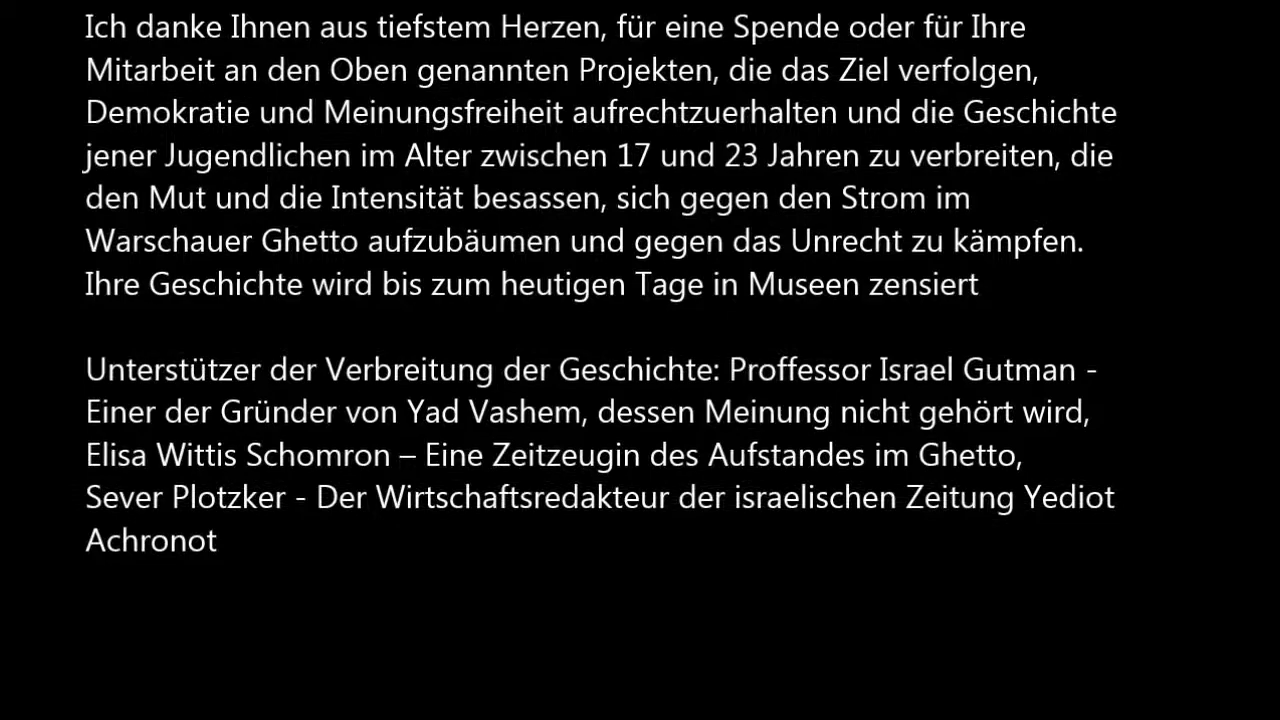 Ich danke Ihnen aus tiefstem Herzen, für eine Spende oder für Ihre
Mitarbeit an den Oben genannten Projekten, die das Ziel verfolgen,
Demokratie und Meinungsfreiheit aufrechtzuerhalten und die Geschichte
jener Jugendlichen im Alter zwischen 17 und 23 Jahren zu verbreiten, die
den Mut und die Intensität besassen, sich gegen den Strom im
Warschauer Ghetto aufzubäumen und gegen das Unrecht zu kämpfen.
Ihre Geschichte wird bis zum heutigen Tage in Museen zensiert
Unterstützer der Verbreitung der Geschichte: Proffessor Israel Gutman -
Einer der Gründer von Yad Vashem, dessen Meinung nicht gehört wird,
Elisa Wittis Schomron – Eine Zeitzeugin des Aufstandes im Ghetto,
Sever Plotzker - Der Wirtschaftsredakteur der israelischen Zeitung Yediot
Achronot